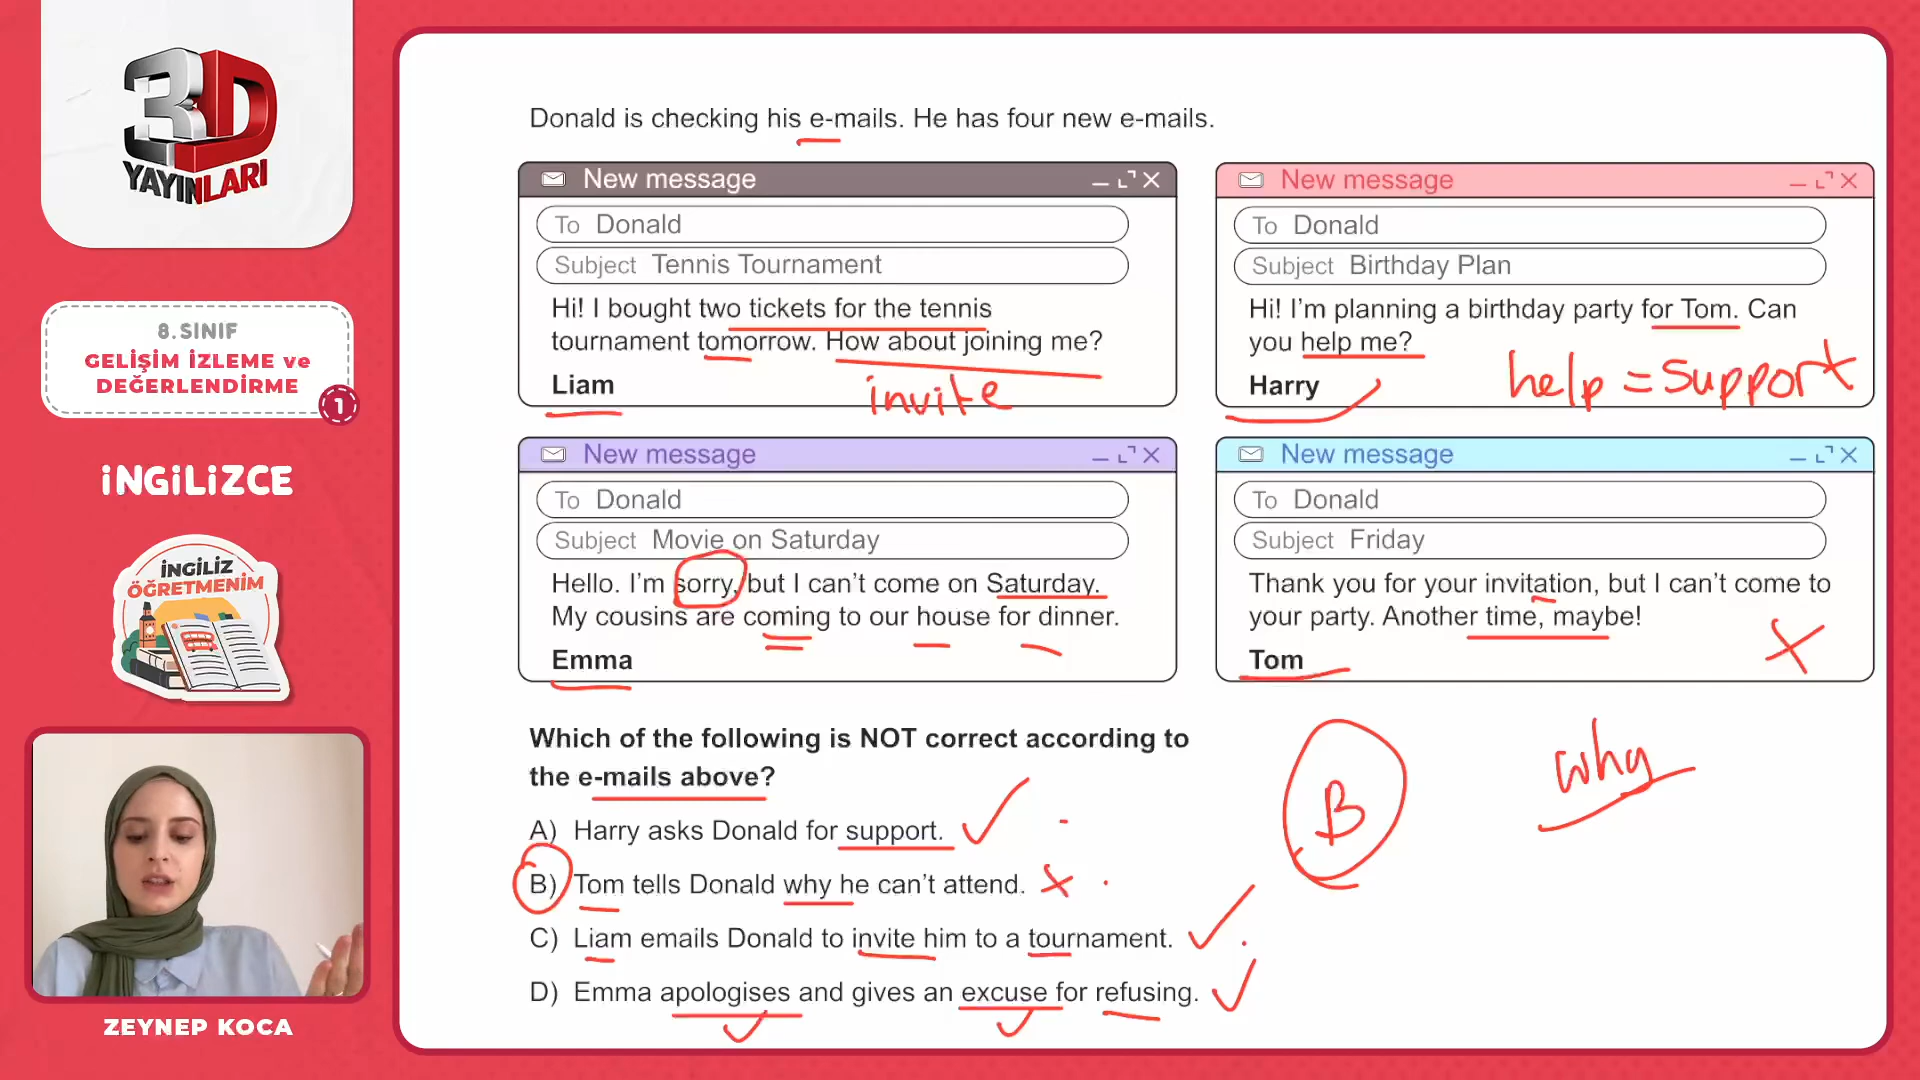 3D
YAYINLARI
8.SINIF
GELİŞİM İZLEME ve
DEĞERLENDİRME
1
İNGİLİZCE
İNGİLİZ
ÖĞRETMENİM
ZEYNEP KOCA
Donald is checking his e-mails. He has four new e-mails.
New message
To Donald
Subject Tennis Tournament
Hi! I bought two tickets for the tennis
tournament tomorrow. How about joining me?
Liam
invite
New message
To Donald
Subject Birthday Plan
Hi! I'm planning a birthday party for Tom. Can
you help me?
Harry
help = support
New message
To Donald
Subject Movie on Saturday
Hello. I'm sorry, but I can't come on Saturday.
My cousins are coming to our house for dinner.
Emma
New message
To Donald
Subject Friday
Thank you for your invitation, but I can't come to
your party. Another time, maybe!
Tom
Which of the following is NOT correct according to
the e-mails above?
A) Harry asks Donald for support.
B) Tom tells Donald why he can't attend.
C) Liam emails Donald to invite him to a tournament.
D) Emma apologises and gives an excuse for refusing.
B
why